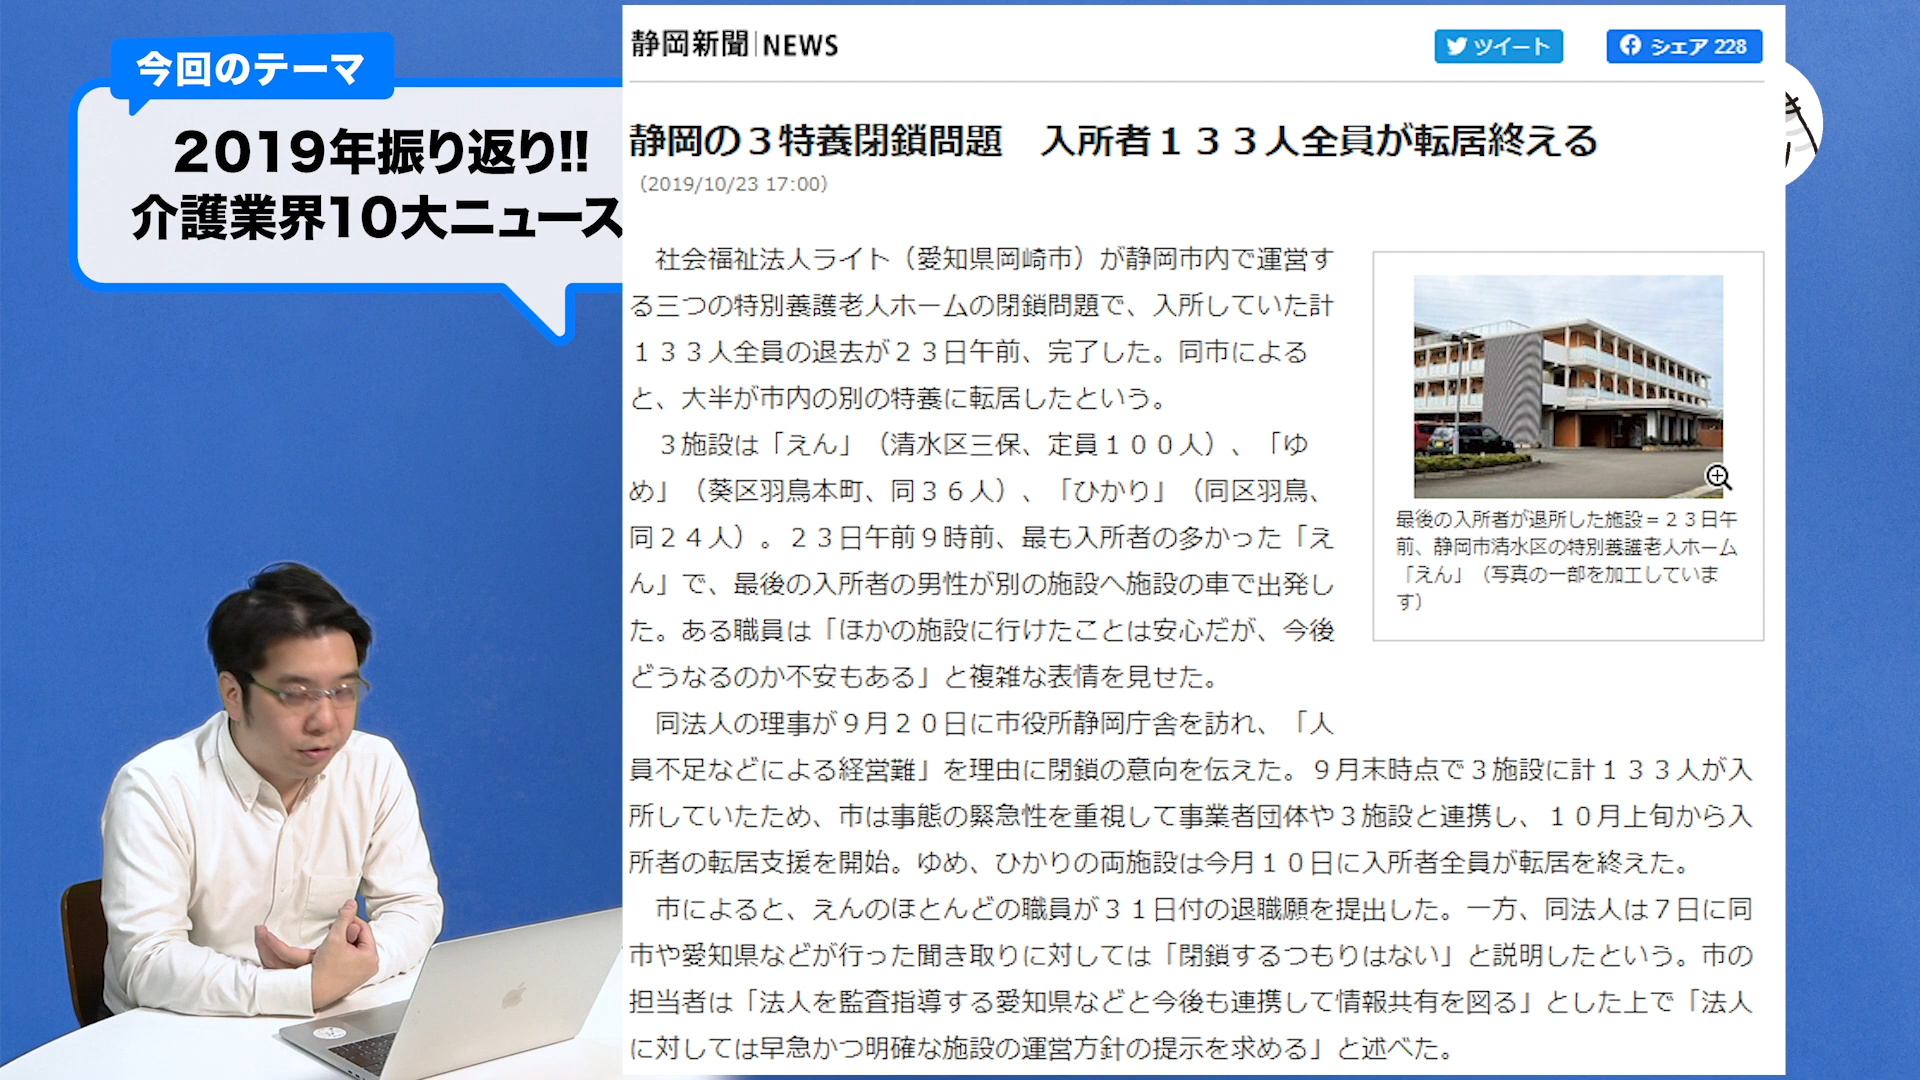 今回のテーマ
2019年振り返り!!
介護業界10大ニュース
静岡新聞 NEWS
ツイート
シェア 228
静岡の３特養閉鎖問題　入所者１３３人全員が転居終える
（2019/10/23 17:00）
　社会福祉法人ライト（愛知県岡崎市）が静岡市内で運営す
る三つの特別養護老人ホームの閉鎖問題で、入所していた計
１３３人全員の退去が２３日午前、完了した。同市による
と、大半が市内の別の特養に転居したという。
　３施設は「えん」（清水区三保、定員１００人）、「ゆ
め」（葵区羽鳥本町、同３６人）、「ひかり」（同区羽鳥、
同２４人）。２３日午前９時前、最も入所者の多かった「え
ん」で、最後の入所者の男性が別の施設へ施設の車で出発し
た。ある職員は「ほかの施設に行けたことは安心だが、今後
どうなるのか不安もある」と複雑な表情を見せた。
　同法人の理事が９月２０日に市役所静岡庁舎を訪れ、「人
員不足などによる経営難」を理由に閉鎖の意向を伝えた。９月末時点で３施設に計１３３人が入
所していたため、市は事態の緊急性を重視して事業者団体や３施設と連携し、１０月上旬から入
所者の転居支援を開始。ゆめ、ひかりの両施設は今月１０日に入所者全員が転居を終えた。
　市によると、えんのほとんどの職員が３１日付の退職願を提出した。一方、同法人は７日に同
市や愛知県などが行った聞き取りに対しては「閉鎖するつもりはない」と説明したという。市の
担当者は「法人を監査指導する愛知県などと今後も連携して情報共有を図る」とした上で「法人
に対しては早急かつ明確な施設の運営方針の提示を求める」と述べた。
最後の入所者が退所した施設＝２３日午
前、静岡市清水区の特別養護老人ホーム
「えん」（写真の一部を加工していま
す）